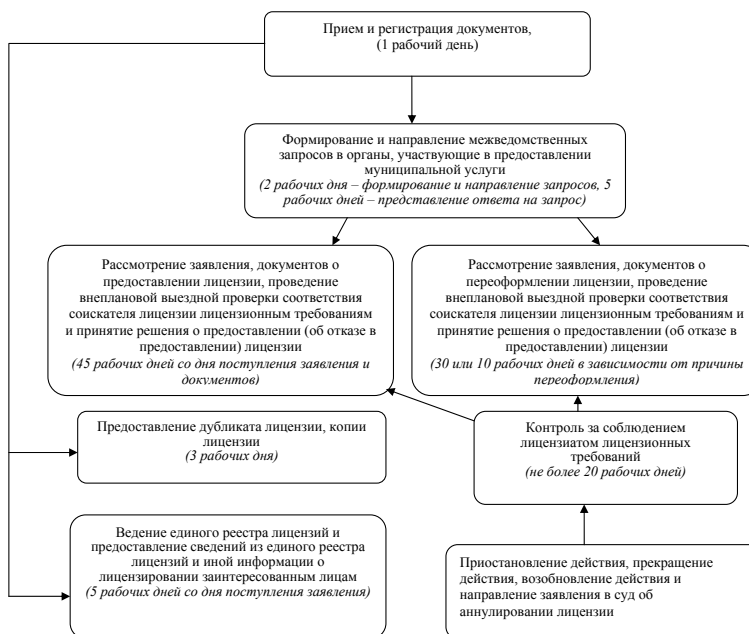 Прием и регистрация документов,
(1 рабочий день)
Формирование и направление межведомственных
запросов в органы, участвующие в предоставлении
муниципальной услуги
(2 рабочих дня – формирование и направление запросов, 5
рабочих дней – представление ответа на запрос)
Рассмотрение заявления, документов о
предоставлении лицензии, проведение
внеплановой выездной проверки соответствия
соискателя лицензии лицензионным требованиям
и принятие решения о предоставлении (об отказе в
предоставлении) лицензии
(45 рабочих дней со дня поступления заявления и
документов)
Рассмотрение заявления, документов о
переоформлении лицензии, проведение
внеплановой выездной проверки соответствия
соискателя лицензии лицензионным требованиям и
принятие решения о предоставлении (об отказе в
предоставлении) лицензии
(30 или 10 рабочих дней в зависимости от причины
переоформления)
Предоставление дубликата лицензии, копии
лицензии
(3 рабочих дня)
Контроль за соблюдением
лицензиатом лицензионных
требований
(не более 20 рабочих дней)
Ведение единого реестра лицензий и
предоставление сведений из единого реестра
лицензий и иной информации о
лицензировании заинтересованным лицам
(5 рабочих дней со дня поступления заявления)
Приостановление действия, прекращение
действия, возобновление действия и
направление заявления в суд об
аннулировании лицензии